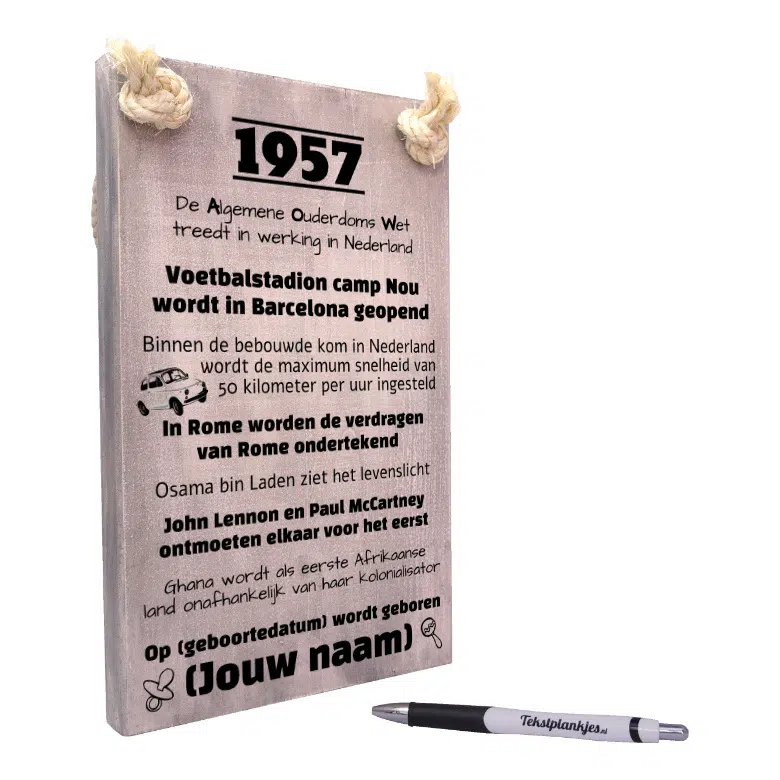 1957
De Algemene Ouderdoms Wet
treedt in werking in Nederland
Voetbalstadion camp Nou
wordt in Barcelona geopend
Binnen de bebouwde kom in Nederland
wordt de maximum snelheid van
50 kilometer per uur ingesteld
In Rome worden de verdragen
van Rome ondertekend
Osama bin Laden ziet het levenslicht
John Lennon en Paul McCartney
ontmoeten elkaar voor het eerst
Ghana wordt als eerste Afrikaanse
land onafhankelijk van haar kolonialisator
Op (geboortedatum) wordt geboren
(Jouw naam)
Tekstplankjes.nl